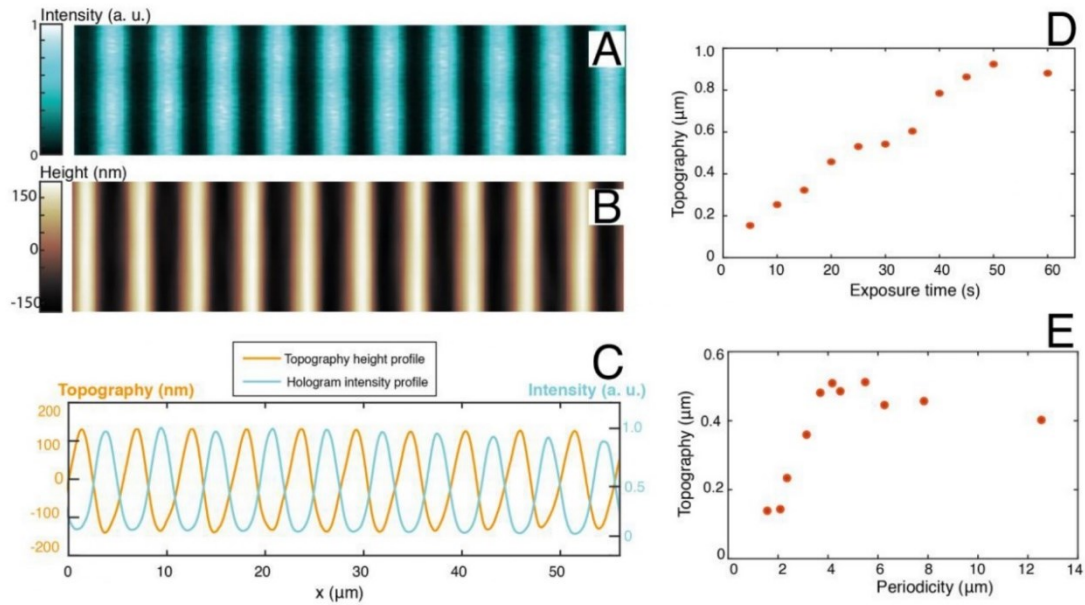 Intensity (a. u.)
1
0
A
Height (nm)
150
0
-150
B
C
Topography height profile
Hologram intensity profile
Topography (nm)
Intensity (a. u.)
200
100
0
-100
-200
1.0
0.5
0
0 10 20 30 40 50
x (µm)
D
1.0
0.8
0.6
0.4
0.2
0
Topography (µm)
10 20 30 40 50 60
Exposure time (s)
E
0.6
0.4
0.2
0
Topography (µm)
0 2 4 6 8 10 12 14
Periodicity (µm)